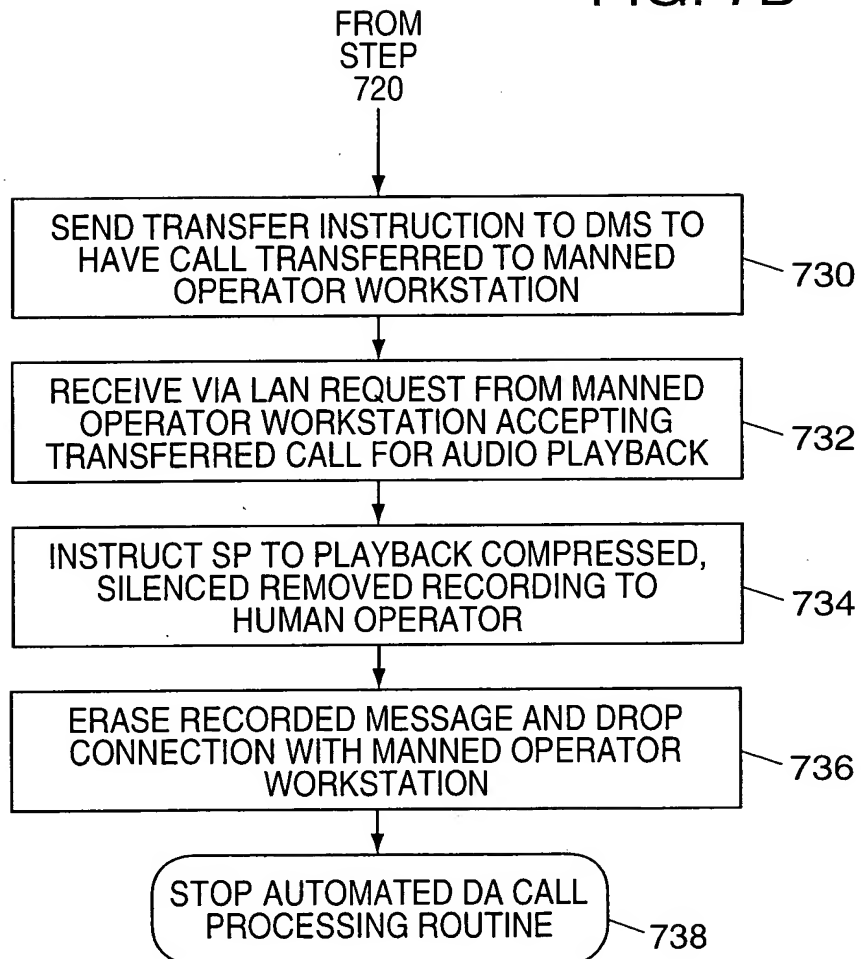 FIG. 7B
FROM
STEP
720
SEND TRANSFER INSTRUCTION TO DMS TO
HAVE CALL TRANSFERRED TO MANNED
OPERATOR WORKSTATION
730
RECEIVE VIA LAN REQUEST FROM MANNED
OPERATOR WORKSTATION ACCEPTING
TRANSFERRED CALL FOR AUDIO PLAYBACK
732
INSTRUCT SP TO PLAYBACK COMPRESSED,
SILENCED REMOVED RECORDING TO
HUMAN OPERATOR
734
ERASE RECORDED MESSAGE AND DROP
CONNECTION WITH MANNED OPERATOR
WORKSTATION
736
STOP AUTOMATED DA CALL
PROCESSING ROUTINE
738